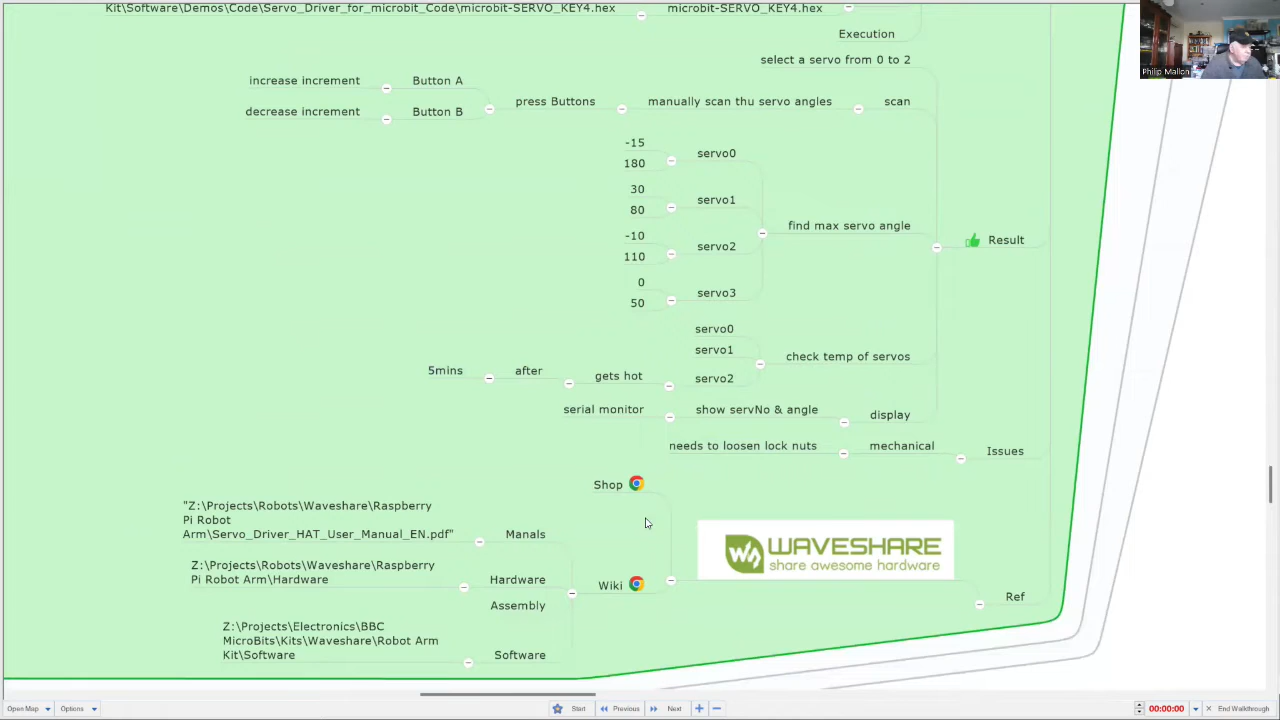 Kit\Software\Demos\Code\Servo_Driver_for_microbit_Code\microbit-SERVO_KEY4.hex
microbit-SERVO_KEY4.hex
Execution
select a servo from 0 to 2
increase increment
Button A
decrease increment
Button B
press Buttons
manually scan thu servo angles
scan
-15
180
servo0
30
80
servo1
-10
110
servo2
0
50
servo3
find max servo angle
Result
servo0
servo1
servo2
check temp of servos
5mins
after
gets hot
serial monitor
show servNo & angle
display
needs to loosen lock nuts
mechanical
Issues
Shop
"Z:\Projects\Robots\Waveshare\Raspberry
Pi Robot
Arm\Servo_Driver_HAT_User_Manual_EN.pdf"
Manals
Z:\Projects\Robots\Waveshare\Raspberry
Pi Robot Arm\Hardware
Hardware
Assembly
Wiki
Z:\Projects\Electronics\BBC
MicroBits\Kits\Waveshare\Robot Arm
Kit\Software
Software
WAVESHARE
share awesome hardware
Ref
Philip Mallon
Open Map
Options
Start
Previous
Next
00:00:00
End Walkthrough